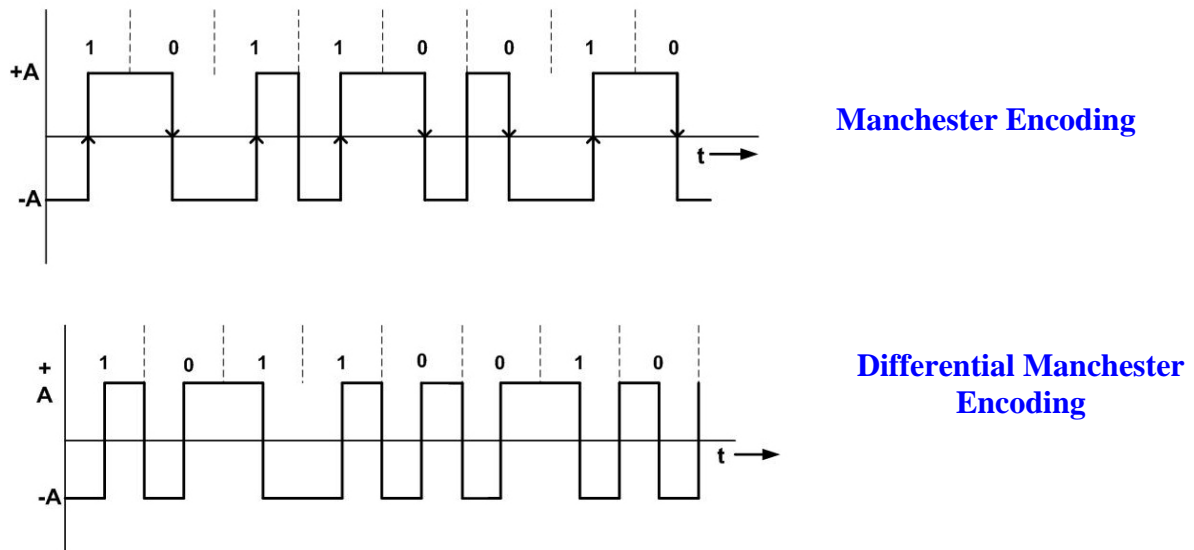 1 0 1 1 0 0 1 0
+A
Manchester Encoding
t
-A
1 0 1 1 0 0 1 0
+
A
Differential Manchester
Encoding
t
-A